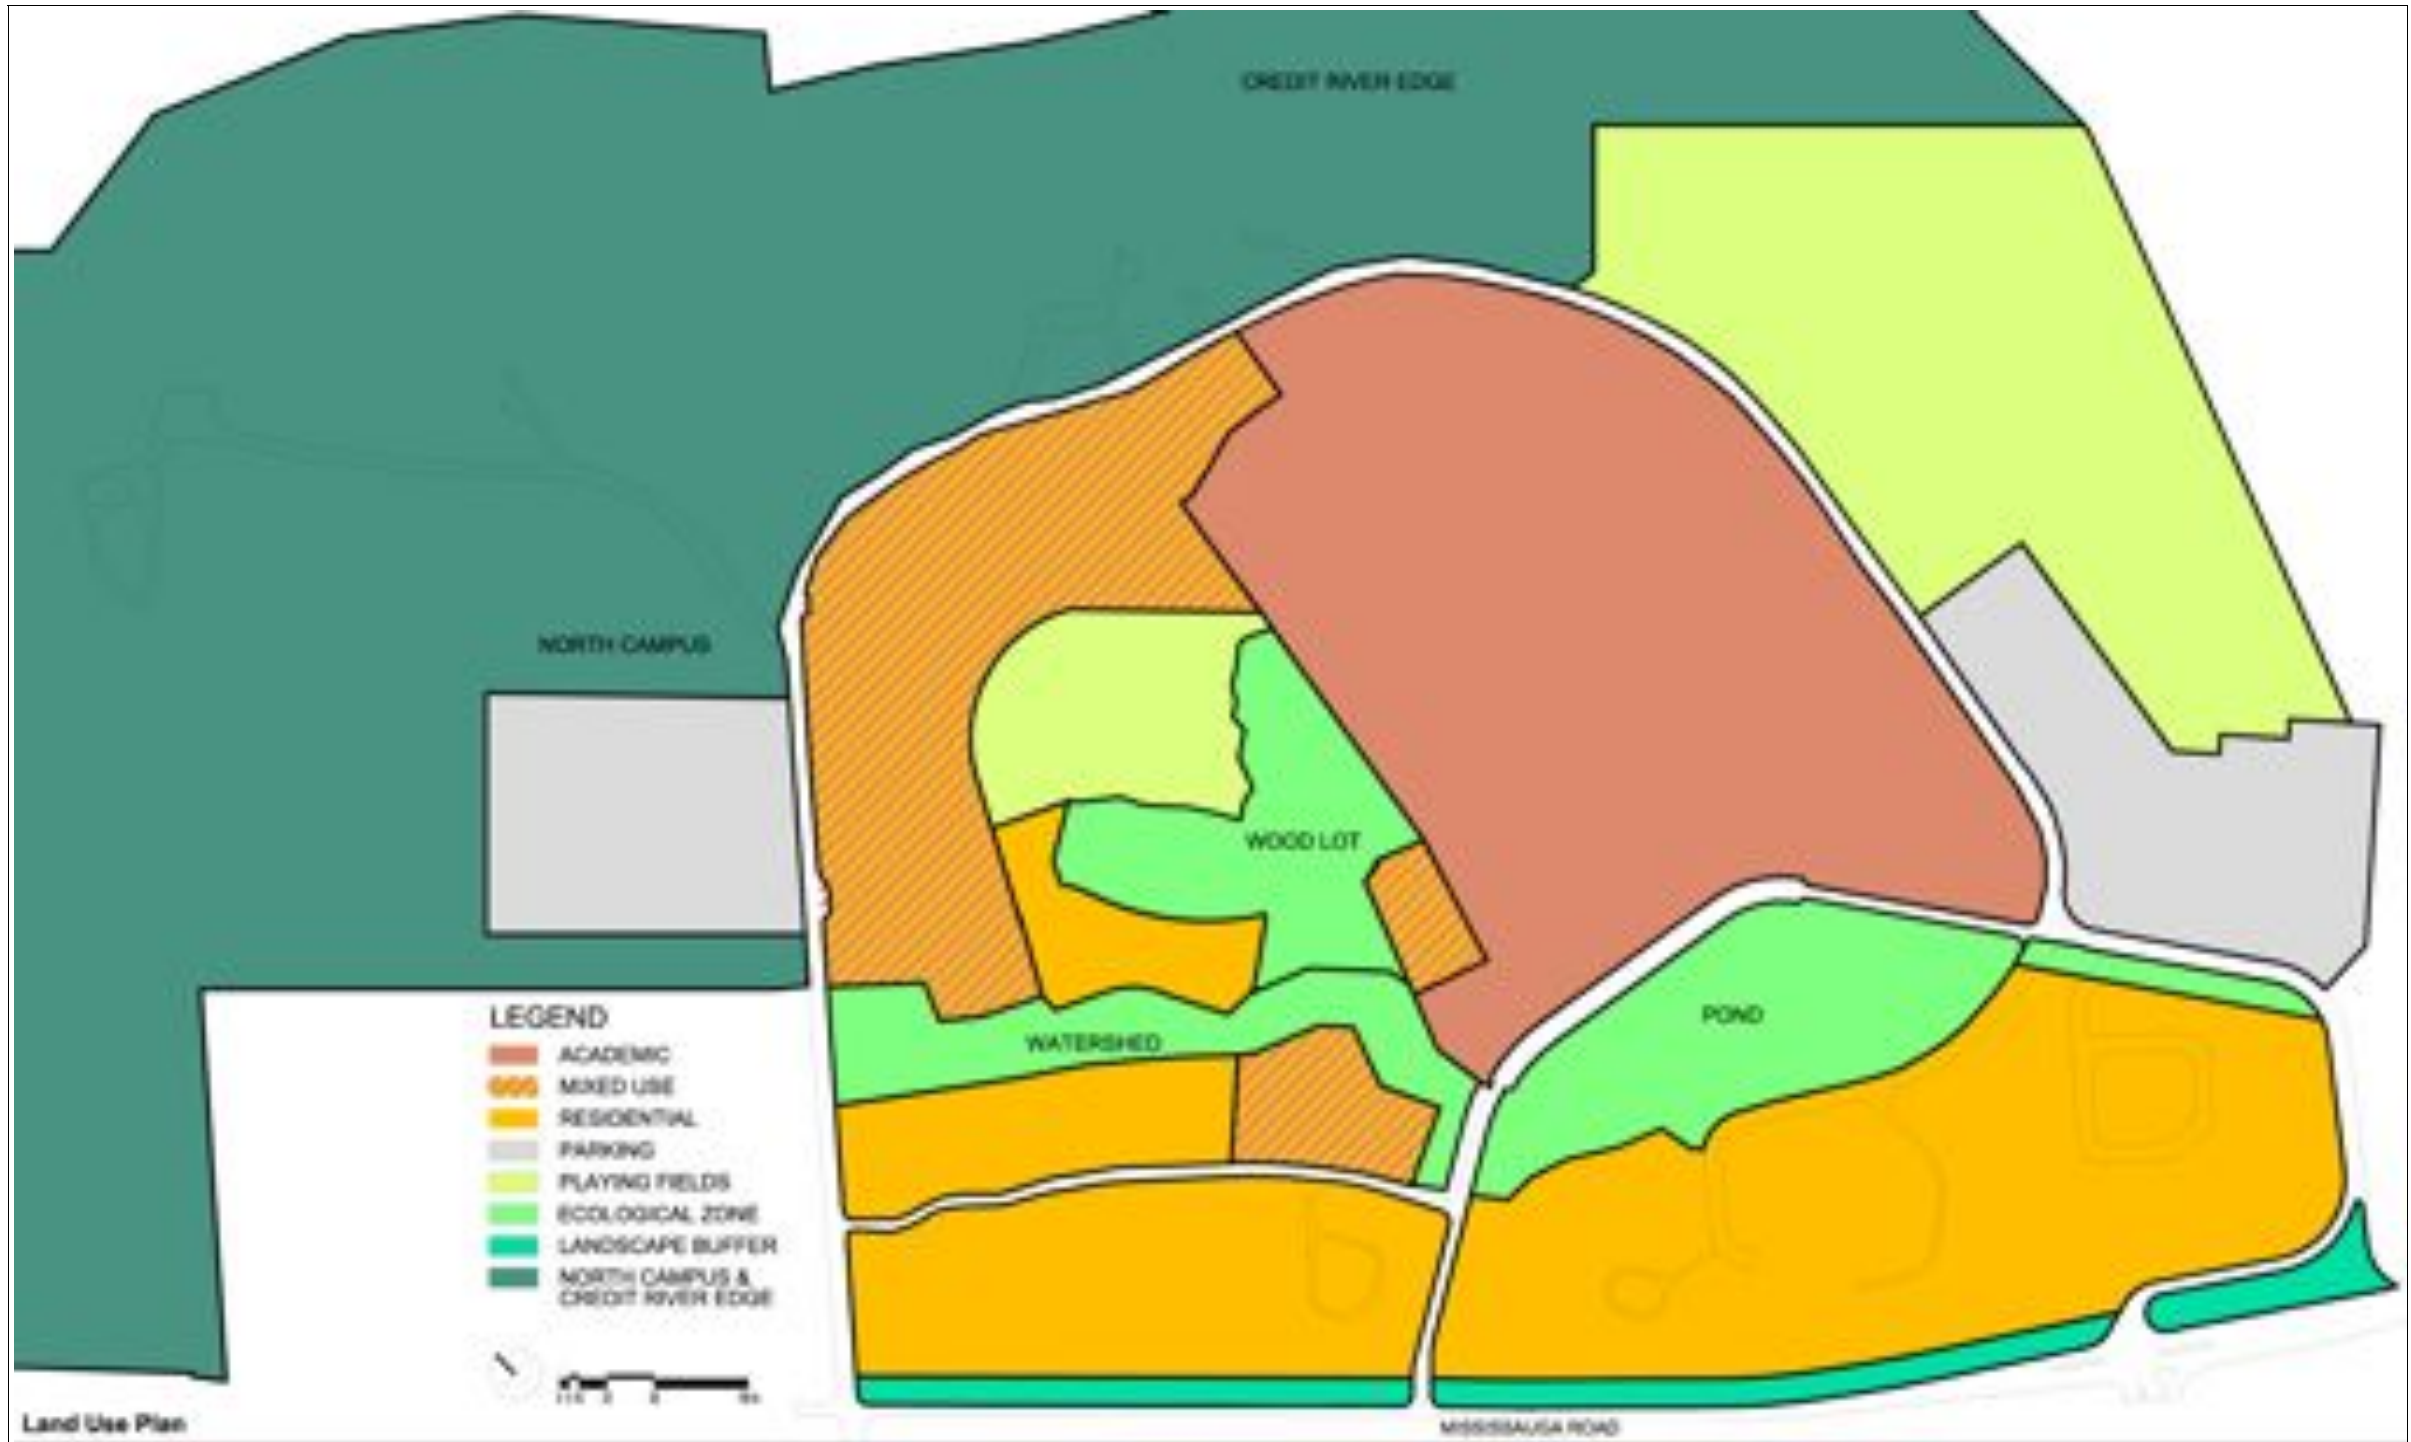 CREDIT RIVER EDGE
NORTH CAMPUS
WOOD LOT
POND
WATERSHED
LEGEND
ACADEMIC
MIXED USE
RESIDENTIAL
PARKING
PLAYING FIELDS
ECOLOGICAL ZONE
LANDSCAPE BUFFER
NORTH CAMPUS &
CREDIT RIVER EDGE
Land Use Plan
MISSISSAUGA ROAD